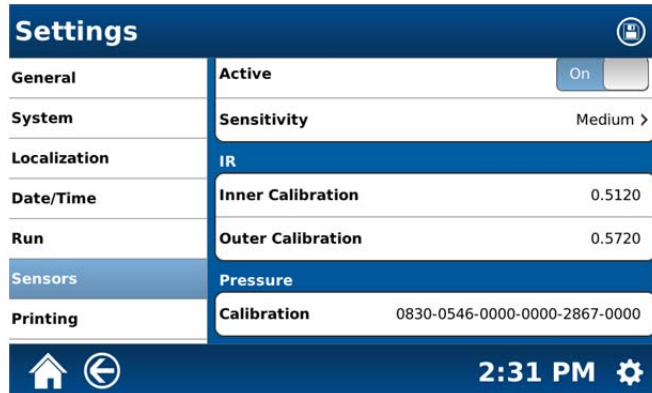 Settings
General
System
Localization
Date/Time
Run
Sensors
Printing
Active On
Sensitivity Medium >
IR
Inner Calibration 0.5120
Outer Calibration 0.5720
Pressure
Calibration 0830-0546-0000-0000-2867-0000
2:31 PM